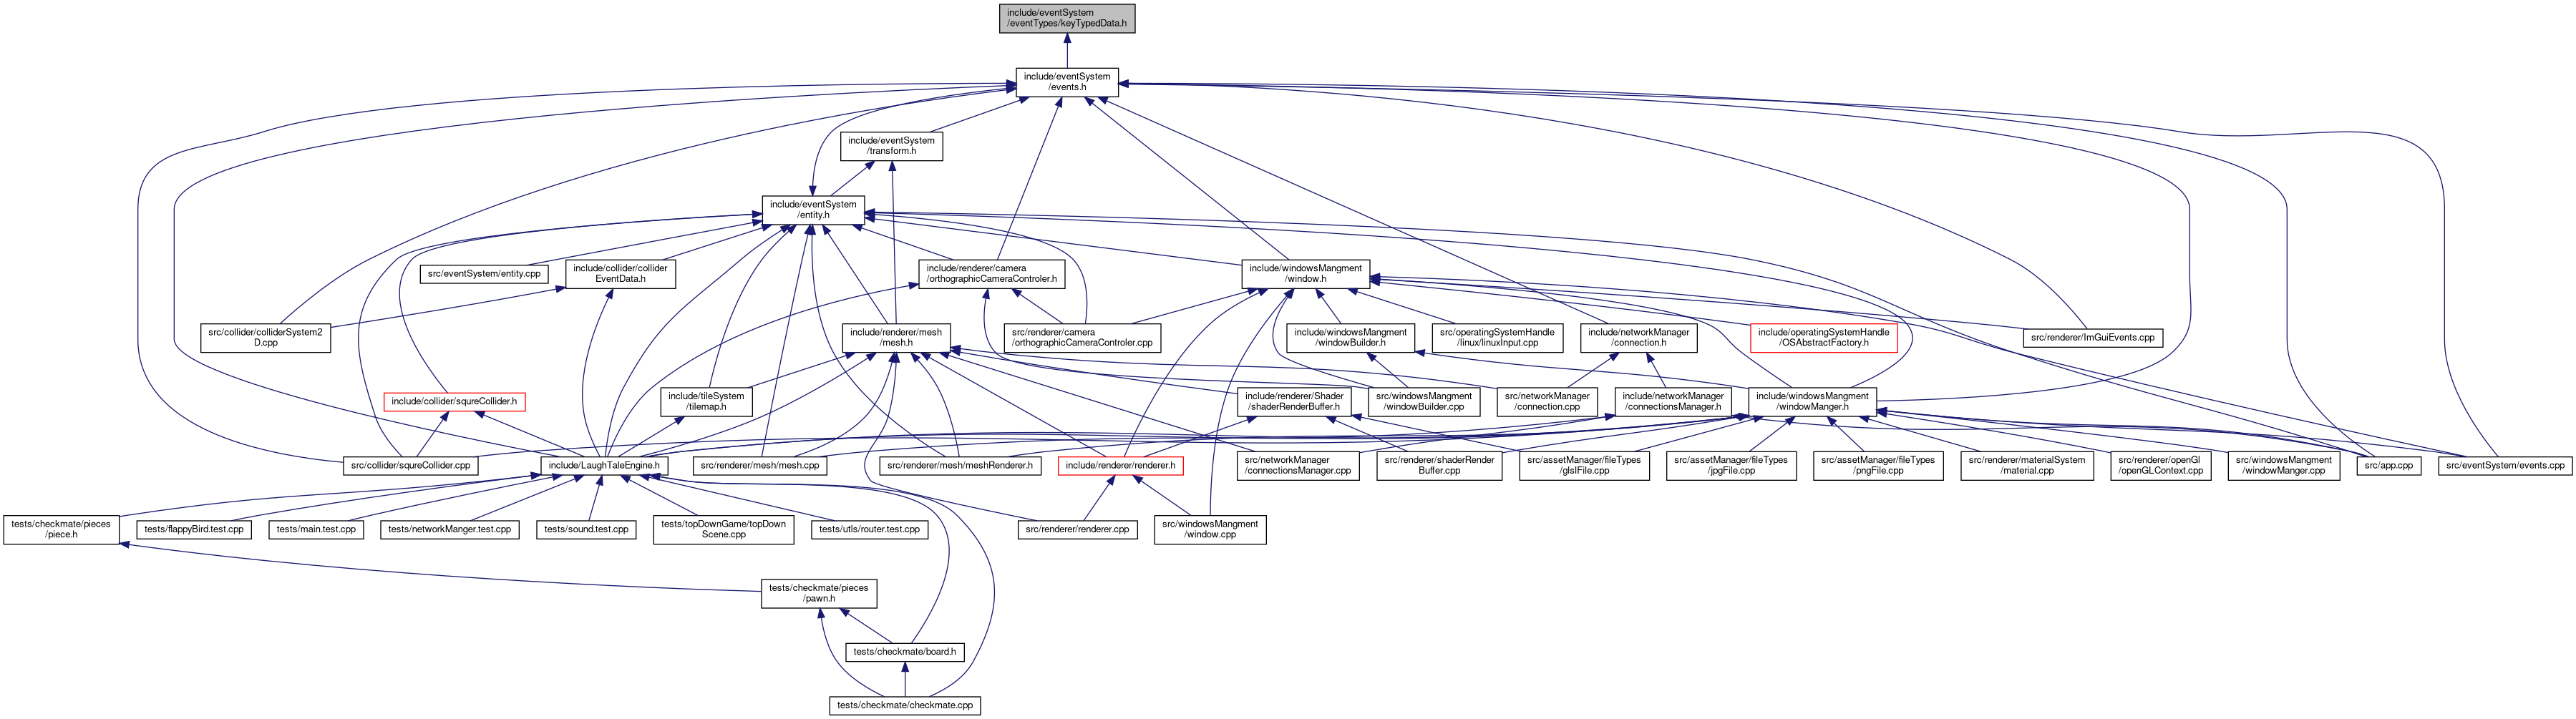 include/eventSystem
/eventTypes/keyTypedData.h
include/eventSystem
/events.h
include/eventSystem
/transform.h
include/eventSystem
/entity.h
src/eventSystem/entity.cpp
include/collider/collider
EventData.h
include/renderer/camera
/orthographicCameraControler.h
include/windowsMangment
/window.h
src/collider/colliderSystem2
D.cpp
include/renderer/mesh
/mesh.h
src/renderer/camera
/orthographicCameraControler.cpp
include/windowsMangment
/windowBuilder.h
src/operatingSystemHandle
/linux/linuxInput.cpp
include/networkManager
/connection.h
include/operatingSystemHandle
/OSAbstractFactory.h
src/renderer/ImGuiEvents.cpp
include/collider/squreCollider.h
include/tileSystem
/tilemap.h
include/renderer/Shader
/shaderRenderBuffer.h
src/windowsMangment
/windowBuilder.cpp
src/networkManager
/connection.cpp
include/networkManager
/connectionsManager.h
include/windowsMangment
/windowManger.h
src/collider/squreCollider.cpp
include/LaughTaleEngine.h
src/renderer/mesh/mesh.cpp
src/renderer/mesh/meshRenderer.h
include/renderer/renderer.h
src/networkManager
/connectionsManager.cpp
src/renderer/shaderRender
Buffer.cpp
src/assetManager/fileTypes
/glslFile.cpp
src/assetManager/fileTypes
/jpgFile.cpp
src/assetManager/fileTypes
/pngFile.cpp
src/renderer/materialSystem
/material.cpp
src/renderer/openGl
/openGLContext.cpp
src/windowsMangment
/windowManger.cpp
src/app.cpp
src/eventSystem/events.cpp
tests/checkmate/pieces
/piece.h
tests/flappyBird.test.cpp
tests/main.test.cpp
tests/networkManger.test.cpp
tests/sound.test.cpp
tests/topDownGame/topDown
Scene.cpp
tests/utls/router.test.cpp
src/renderer/renderer.cpp
src/windowsMangment
/window.cpp
tests/checkmate/pieces
/pawn.h
tests/checkmate/board.h
tests/checkmate/checkmate.cpp